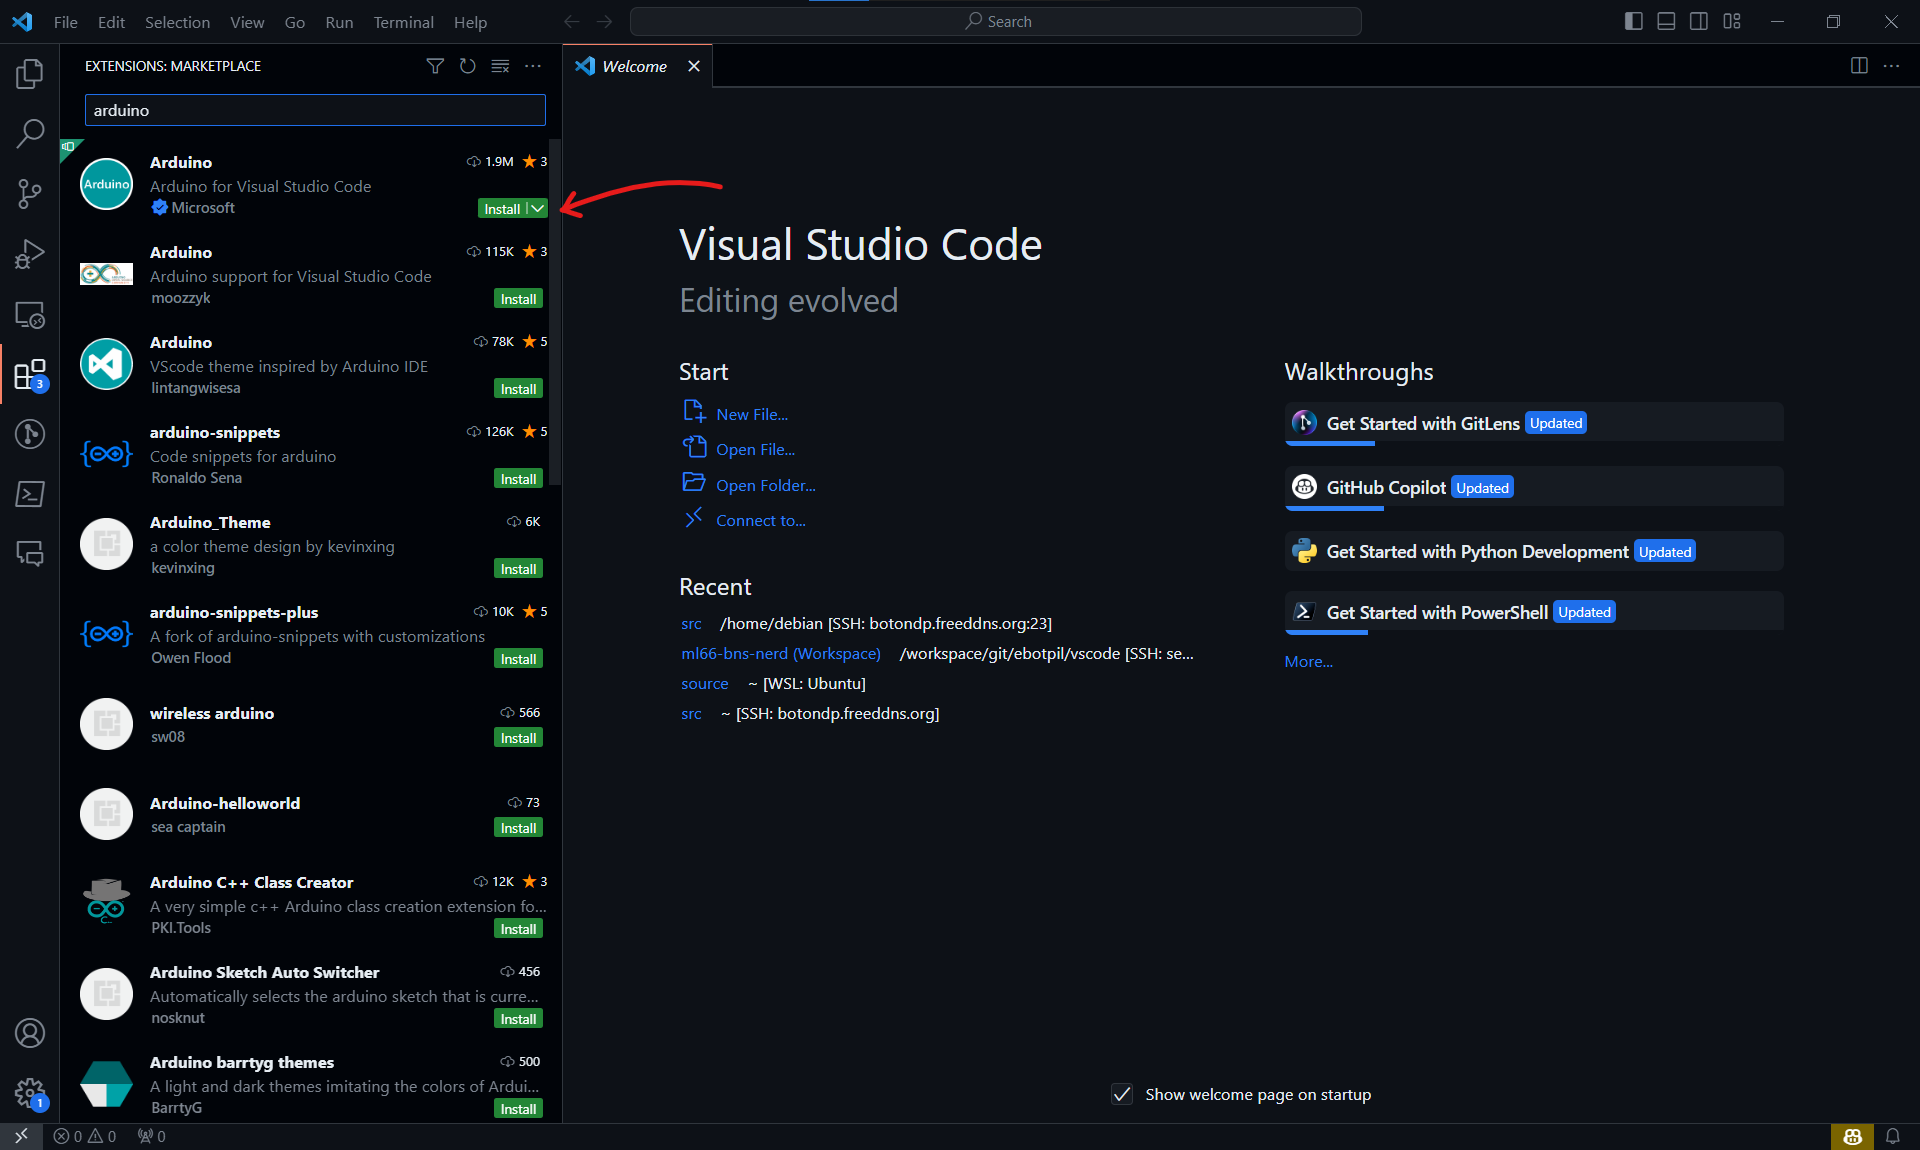 File Edit Selection View Go Run Terminal Help
Search
EXTENSIONS: MARKETPLACE
Welcome
arduino
Arduino 1.9M 3
Arduino
Arduino for Visual Studio Code
Microsoft
Install
Arduino 115K 3
Arduino support for Visual Studio Code
moozzyk
Install
Arduino 78K 5
VScode theme inspired by Arduino IDE
lintangwisesa
Install
arduino-snippets 126K 5
Code snippets for arduino
Ronaldo Sena
Install
Arduino_Theme 6K
a color theme design by kevinxing
kevinxing
Install
arduino-snippets-plus 10K 5
A fork of arduino-snippets with customizations
Owen Flood
Install
wireless arduino 566
sw08
Install
Arduino-helloworld 73
sea captain
Install
Arduino C++ Class Creator 12K 3
A very simple c++ Arduino class creation extension fo...
PKI.Tools
Install
Arduino Sketch Auto Switcher 456
Automatically selects the arduino sketch that is curre...
nosknut
Install
Arduino barrtyg themes 500
A light and dark themes imitating the colors of Ardui...
BarrtyG
Install
3
1
Visual Studio Code
Editing evolved
Start
New File...
Open File...
Open Folder...
Connect to...
Recent
src /home/debian [SSH: botondp.freeddns.org:23]
ml66-bns-nerd (Workspace) /workspace/git/ebotpil/vscode [SSH: se...
source ~ [WSL: Ubuntu]
src ~ [SSH: botondp.freeddns.org]
Walkthroughs
Get Started with GitLens Updated
GitHub Copilot Updated
Get Started with Python Development Updated
Get Started with PowerShell Updated
More...
Show welcome page on startup
0 0 0